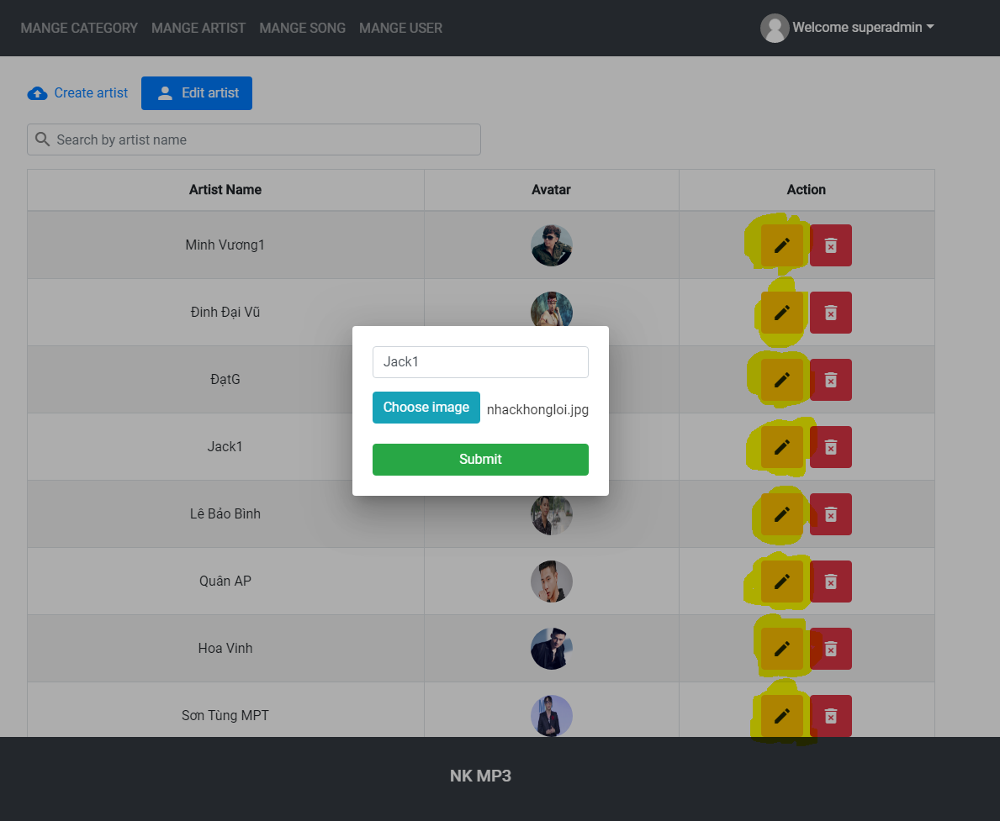 MANGE CATEGORY MANGE ARTIST MANGE SONG MANGE USER Welcome superadmin
Create artist Edit artist
Search by artist name
Artist Name Avatar Action
Minh Vương1
Đinh Đại Vũ
ĐạtG
Jack1
Lê Bảo Bình
Quân AP
Hoa Vinh
Sơn Tùng MPT
Jack1
Choose image nhackhongloi.jpg
Submit
NK MP3